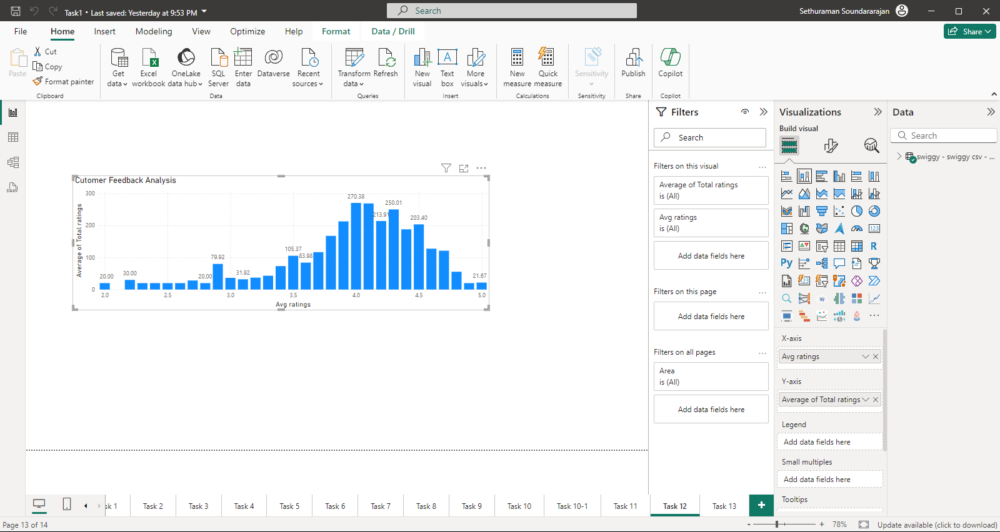 Task1 • Last saved: Yesterday at 9:53 PM
Search
Sethuraman Soundararajan
File Home Insert Modeling View Optimize Help Format Data / Drill
Share
Paste
Cut
Copy
Format painter
Clipboard
Get data
Excel workbook
OneLake data hub
SQL Server
Enter data
Dataverse
Recent sources
Data
Transform data
Refresh
Queries
New visual
Text box
More visuals
Insert
New measure
Quick measure
Calculations
Sensitivity
Sensitivity
Publish
Share
Copilot
Copilot
Cutomer Feedback Analysis
Average of Total ratings
300
200
100
0
20.00
30.00
20.00
79.92
31.92
105.37
83.98
270.38
213.91
250.01
203.40
21.67
2.0 2.5 3.0 3.5 4.0 4.5 5.0
Avg ratings
Filters
Search
Filters on this visual
Average of Total ratings
is (All)
Avg ratings
is (All)
Add data fields here
Filters on this page
Add data fields here
Filters on all pages
Area
is (All)
Add data fields here
Visualizations
Build visual
123
R
Py
X-axis
Avg ratings
Y-axis
Average of Total ratings
Legend
Add data fields here
Small multiples
Add data fields here
Tooltips
Data
Search
swiggy - swiggy csv - ...
sk 1 Task 2 Task 3 Task 4 Task 5 Task 6 Task 7 Task 8 Task 9 Task 10 Task 10-1 Task 11 Task 12 Task 13 +
Page 13 of 14
- + 78%
Update available (click to download)